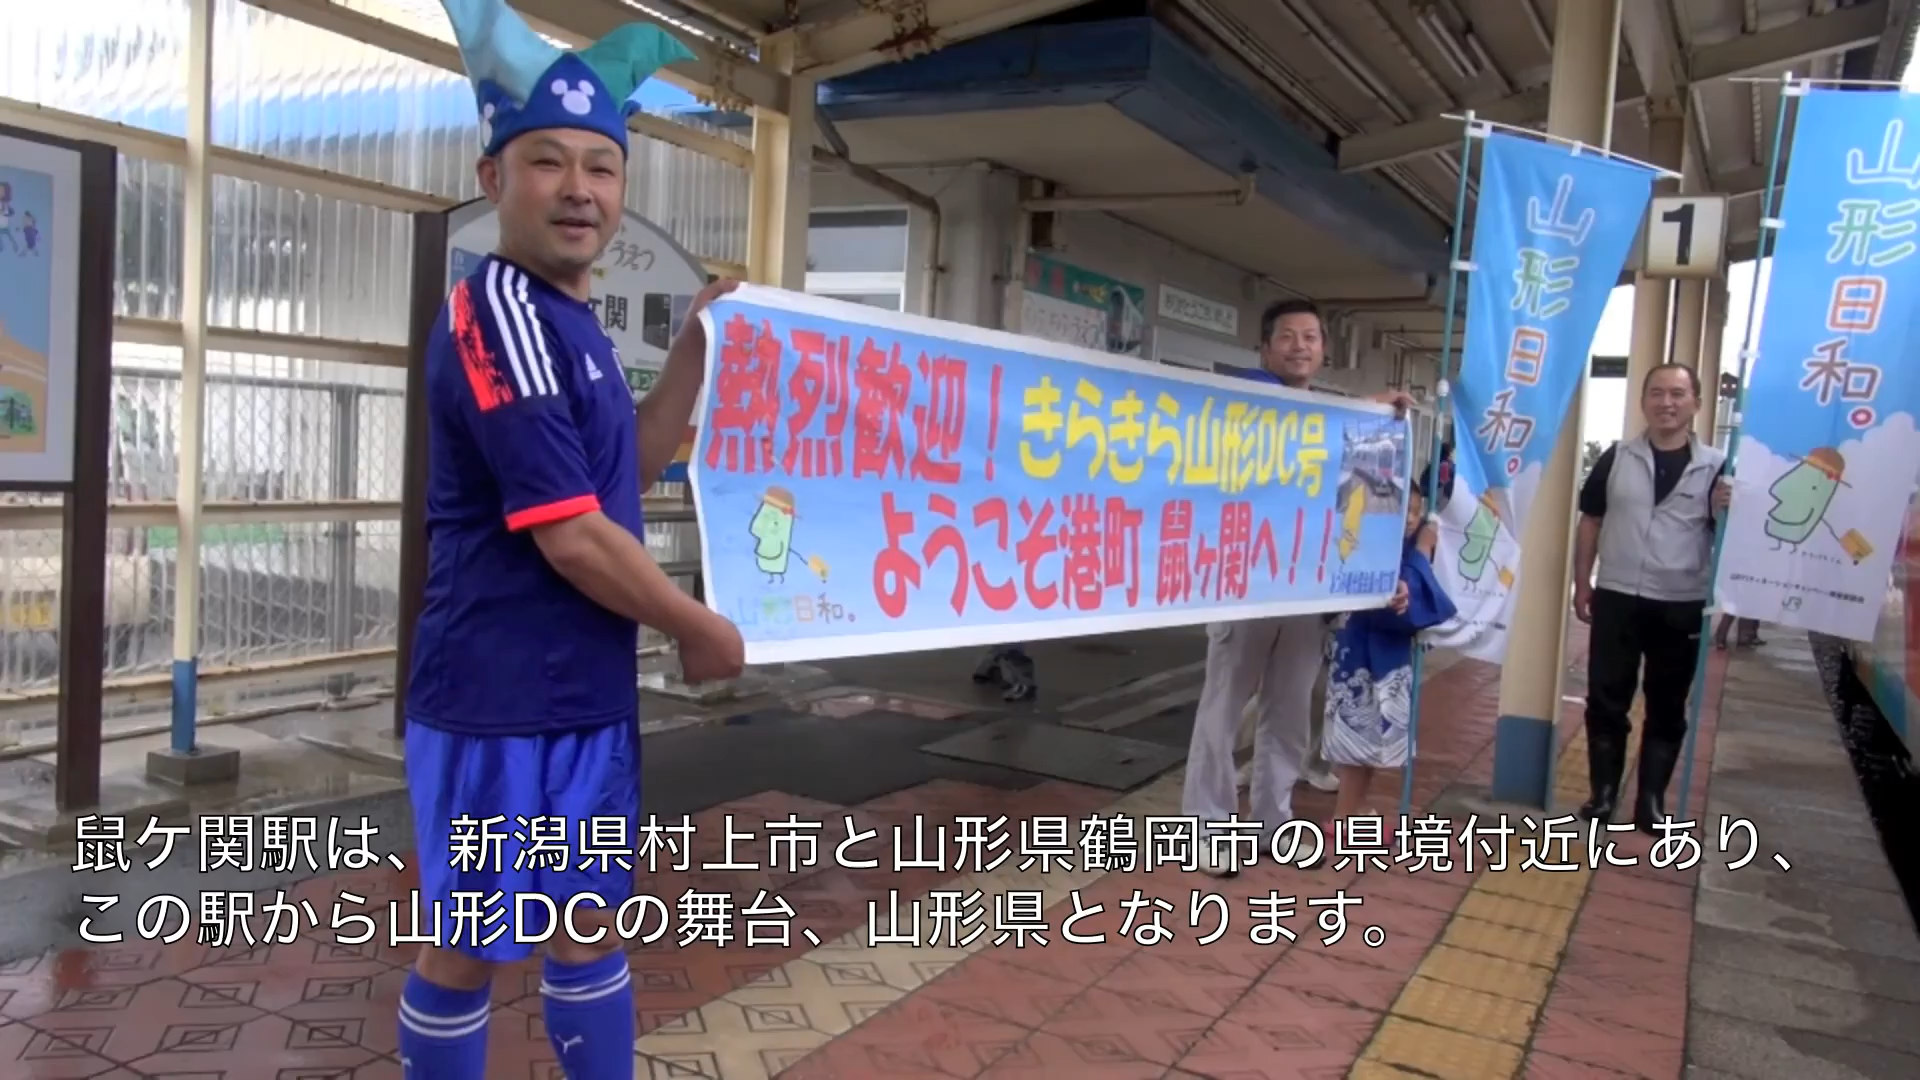 熱烈歓迎！きらきら山形DC号
ようこそ港町 鼠ヶ関へ！！
山形日和。
山形日和。
山形日和。
1
ケ関
adidas
JR
鼠ケ関駅は、新潟県村上市と山形県鶴岡市の県境付近にあり、
この駅から山形DCの舞台、山形県となります。